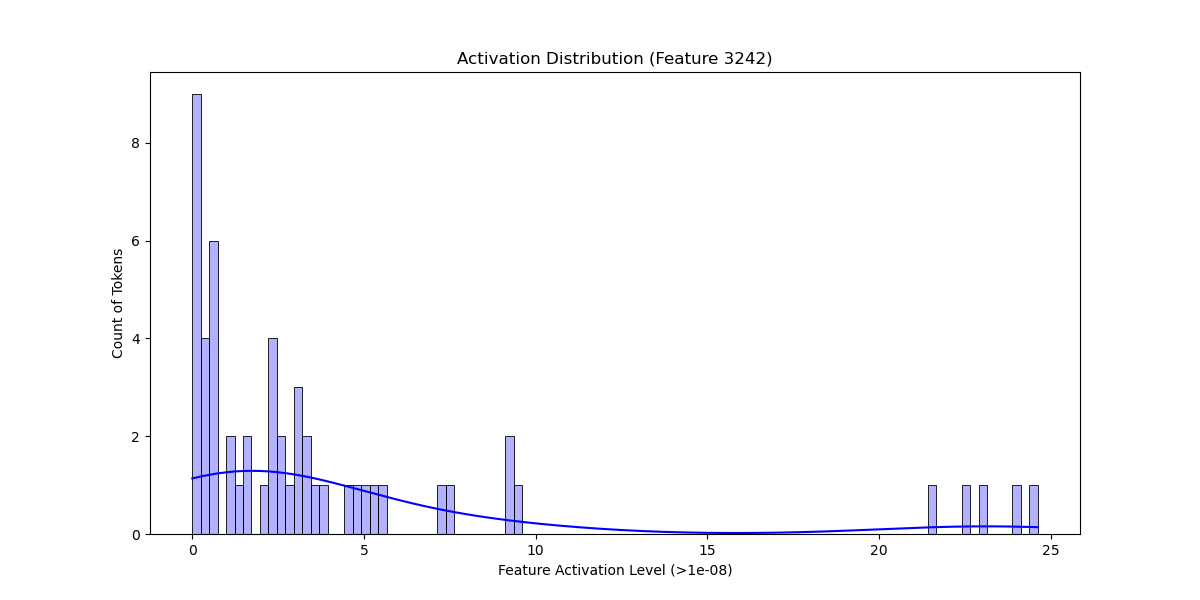 Activation Distribution (Feature 3242)
Count of Tokens
8
6
4
2
0
0 5 10 15 20 25
Feature Activation Level (>1e-08)